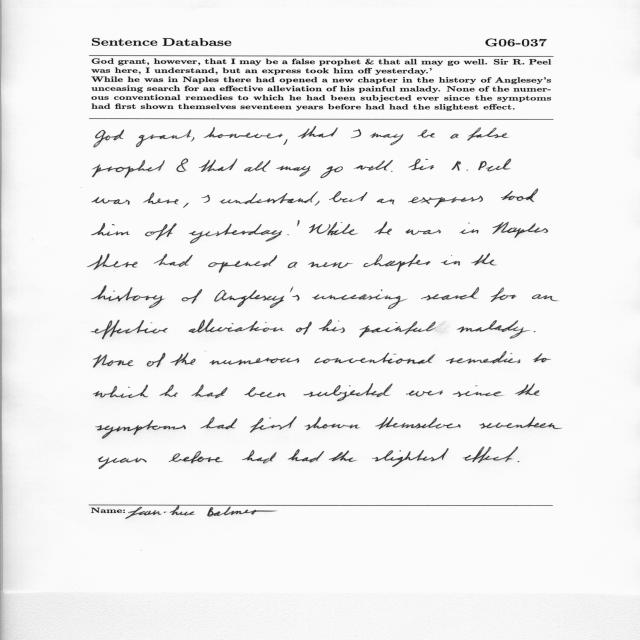 Sentence Database G06-037
God grant, however, that I may be a false prophet & that all may go well. Sir R. Peel
was here, I understand, but an express took him off yesterday.'
While he was in Naples there had opened a new chapter in the history of Anglesey's
unceasing search for an effective alleviation of his painful malady. None of the numer-
ous conventional remedies to which he had been subjected ever since the symptoms
had first shown themselves seventeen years before had had the slightest effect.
God grant, however, that I may be a false
prophet & that all may go well. Sir R. Peel
was here, I understand, but an express took
him off yesterday.' While he was in Naples
there had opened a new chapter in the
history of Anglesey's unceasing search for an
effective alleviation of his painful malady.
None of the numerous conventional remedies to
which he had been subjected ever since the
symptoms had first shown themselves seventeen
years before had had the slightest effect.
Name: Jean-Luc Balmer